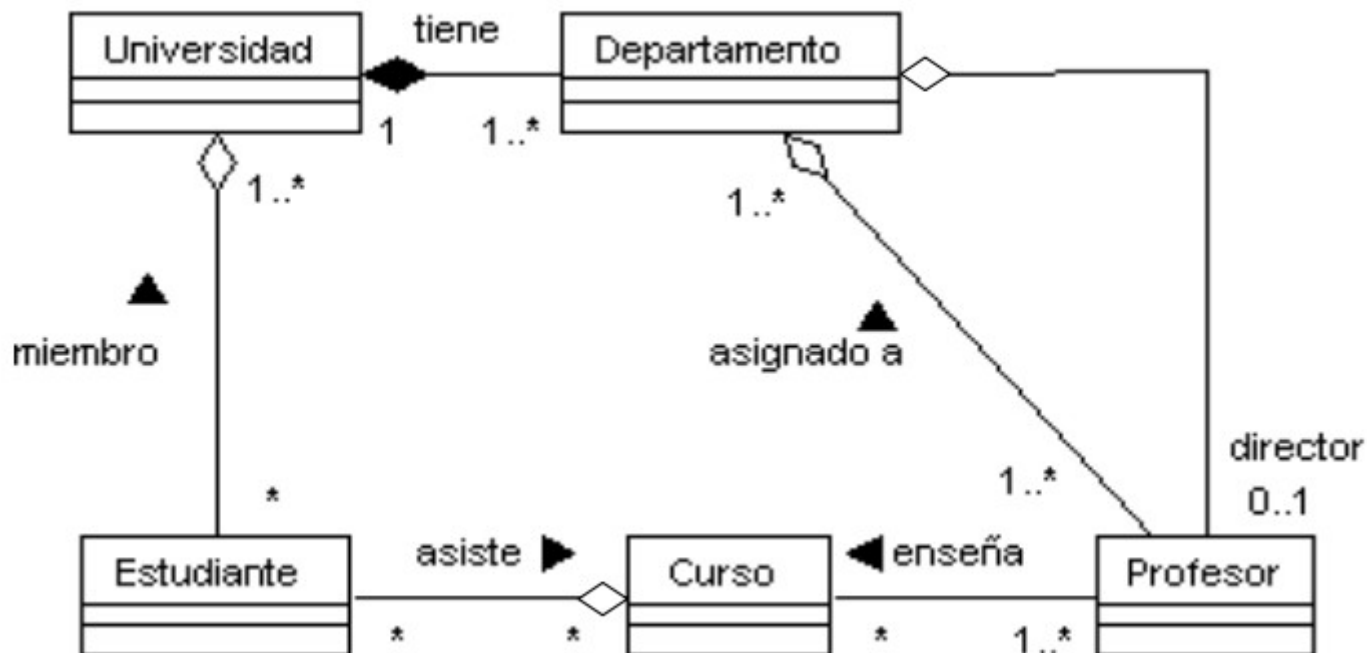 Universidad
tiene
Departamento
1
1..*
1..*
1..*
miembro
asignado a
director
0..1
1..*
*
Estudiante
asiste
Curso
enseña
Profesor
*
*
*
1..*